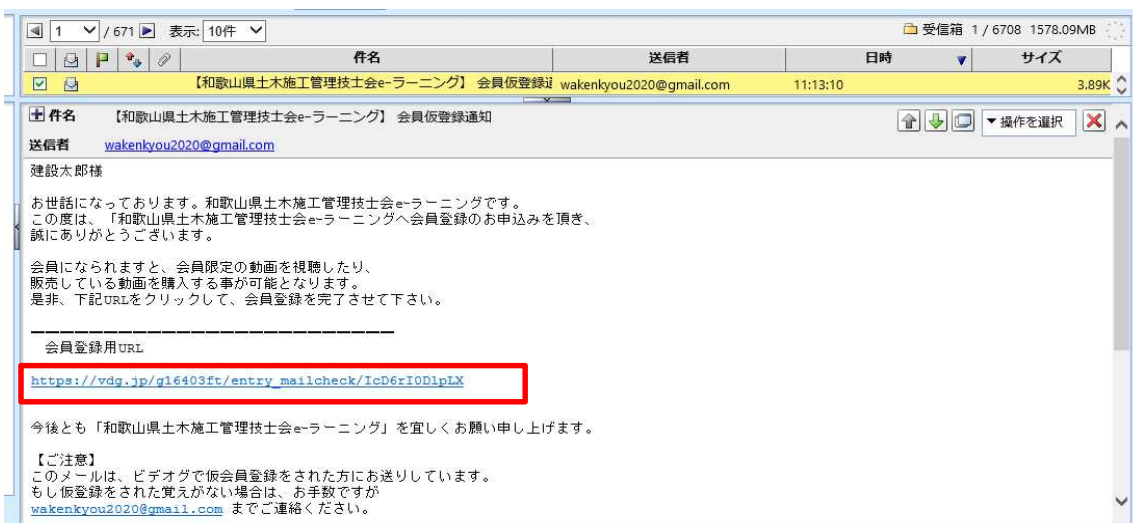 1 / 671 表示: 10件 受信箱 1 / 6708 1578.09MB
件名 送信者 日時 サイズ
【和歌山県土木施工管理技士会e-ラーニング】 会員仮登録通 wakenkyou2020@gmail.com 11:13:10 3.89K
件名 【和歌山県土木施工管理技士会e-ラーニング】 会員仮登録通知 操作を選択
送信者 wakenkyou2020@gmail.com
建設太郎様
お世話になっております。和歌山県土木施工管理技士会e-ラーニングです。
この度は、「和歌山県土木施工管理技士会e-ラーニングへ会員登録のお申込みを頂き、
誠にありがとうございます。
会員になられますと、会員限定の動画を視聴したり、
販売している動画を購入する事が可能となります。
是非、下記URLをクリックして、会員登録を完了させて下さい。
会員登録用URL
https://vdg.jp/g16403ft/entry_mailcheck/IcD6rI0DlpLX
今後とも「和歌山県土木施工管理技士会e-ラーニング」を宜しくお願い申し上げます。
【ご注意】
このメールは、ビデオグで仮会員登録をされた方にお送りしています。
もし仮登録をされた覚えがない場合は、お手数ですが
wakenkyou2020@gmail.com までご連絡ください。